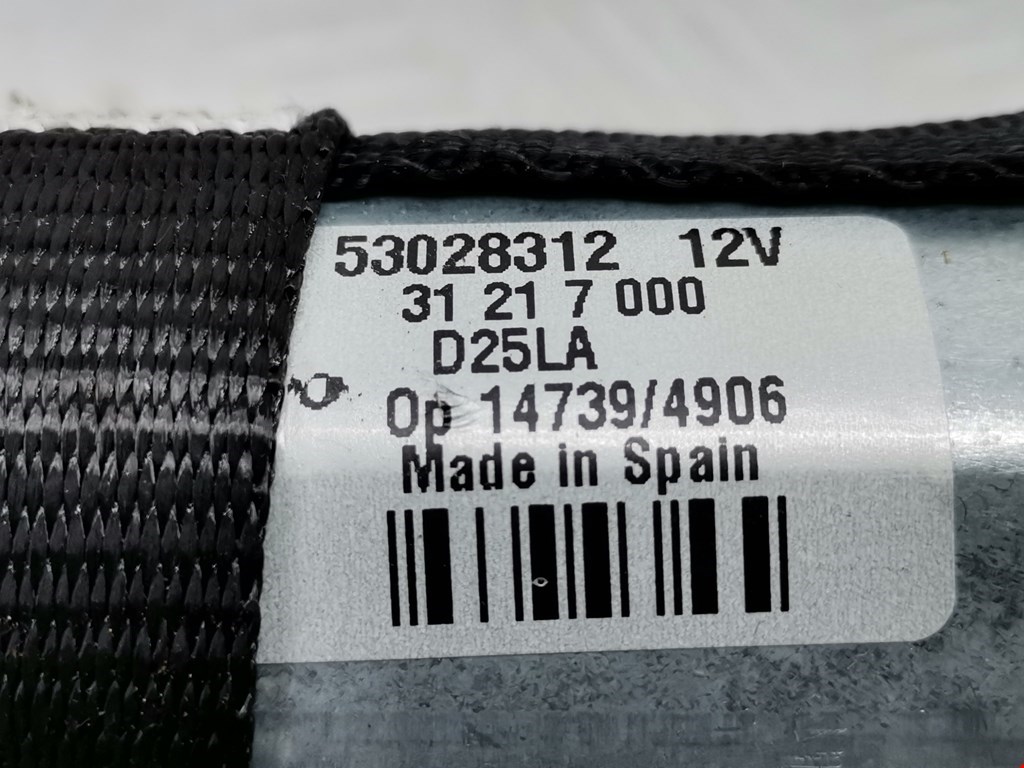 53028312 12V
31 21 7 000
D25LA
Op 14739/4906
Made in Spain